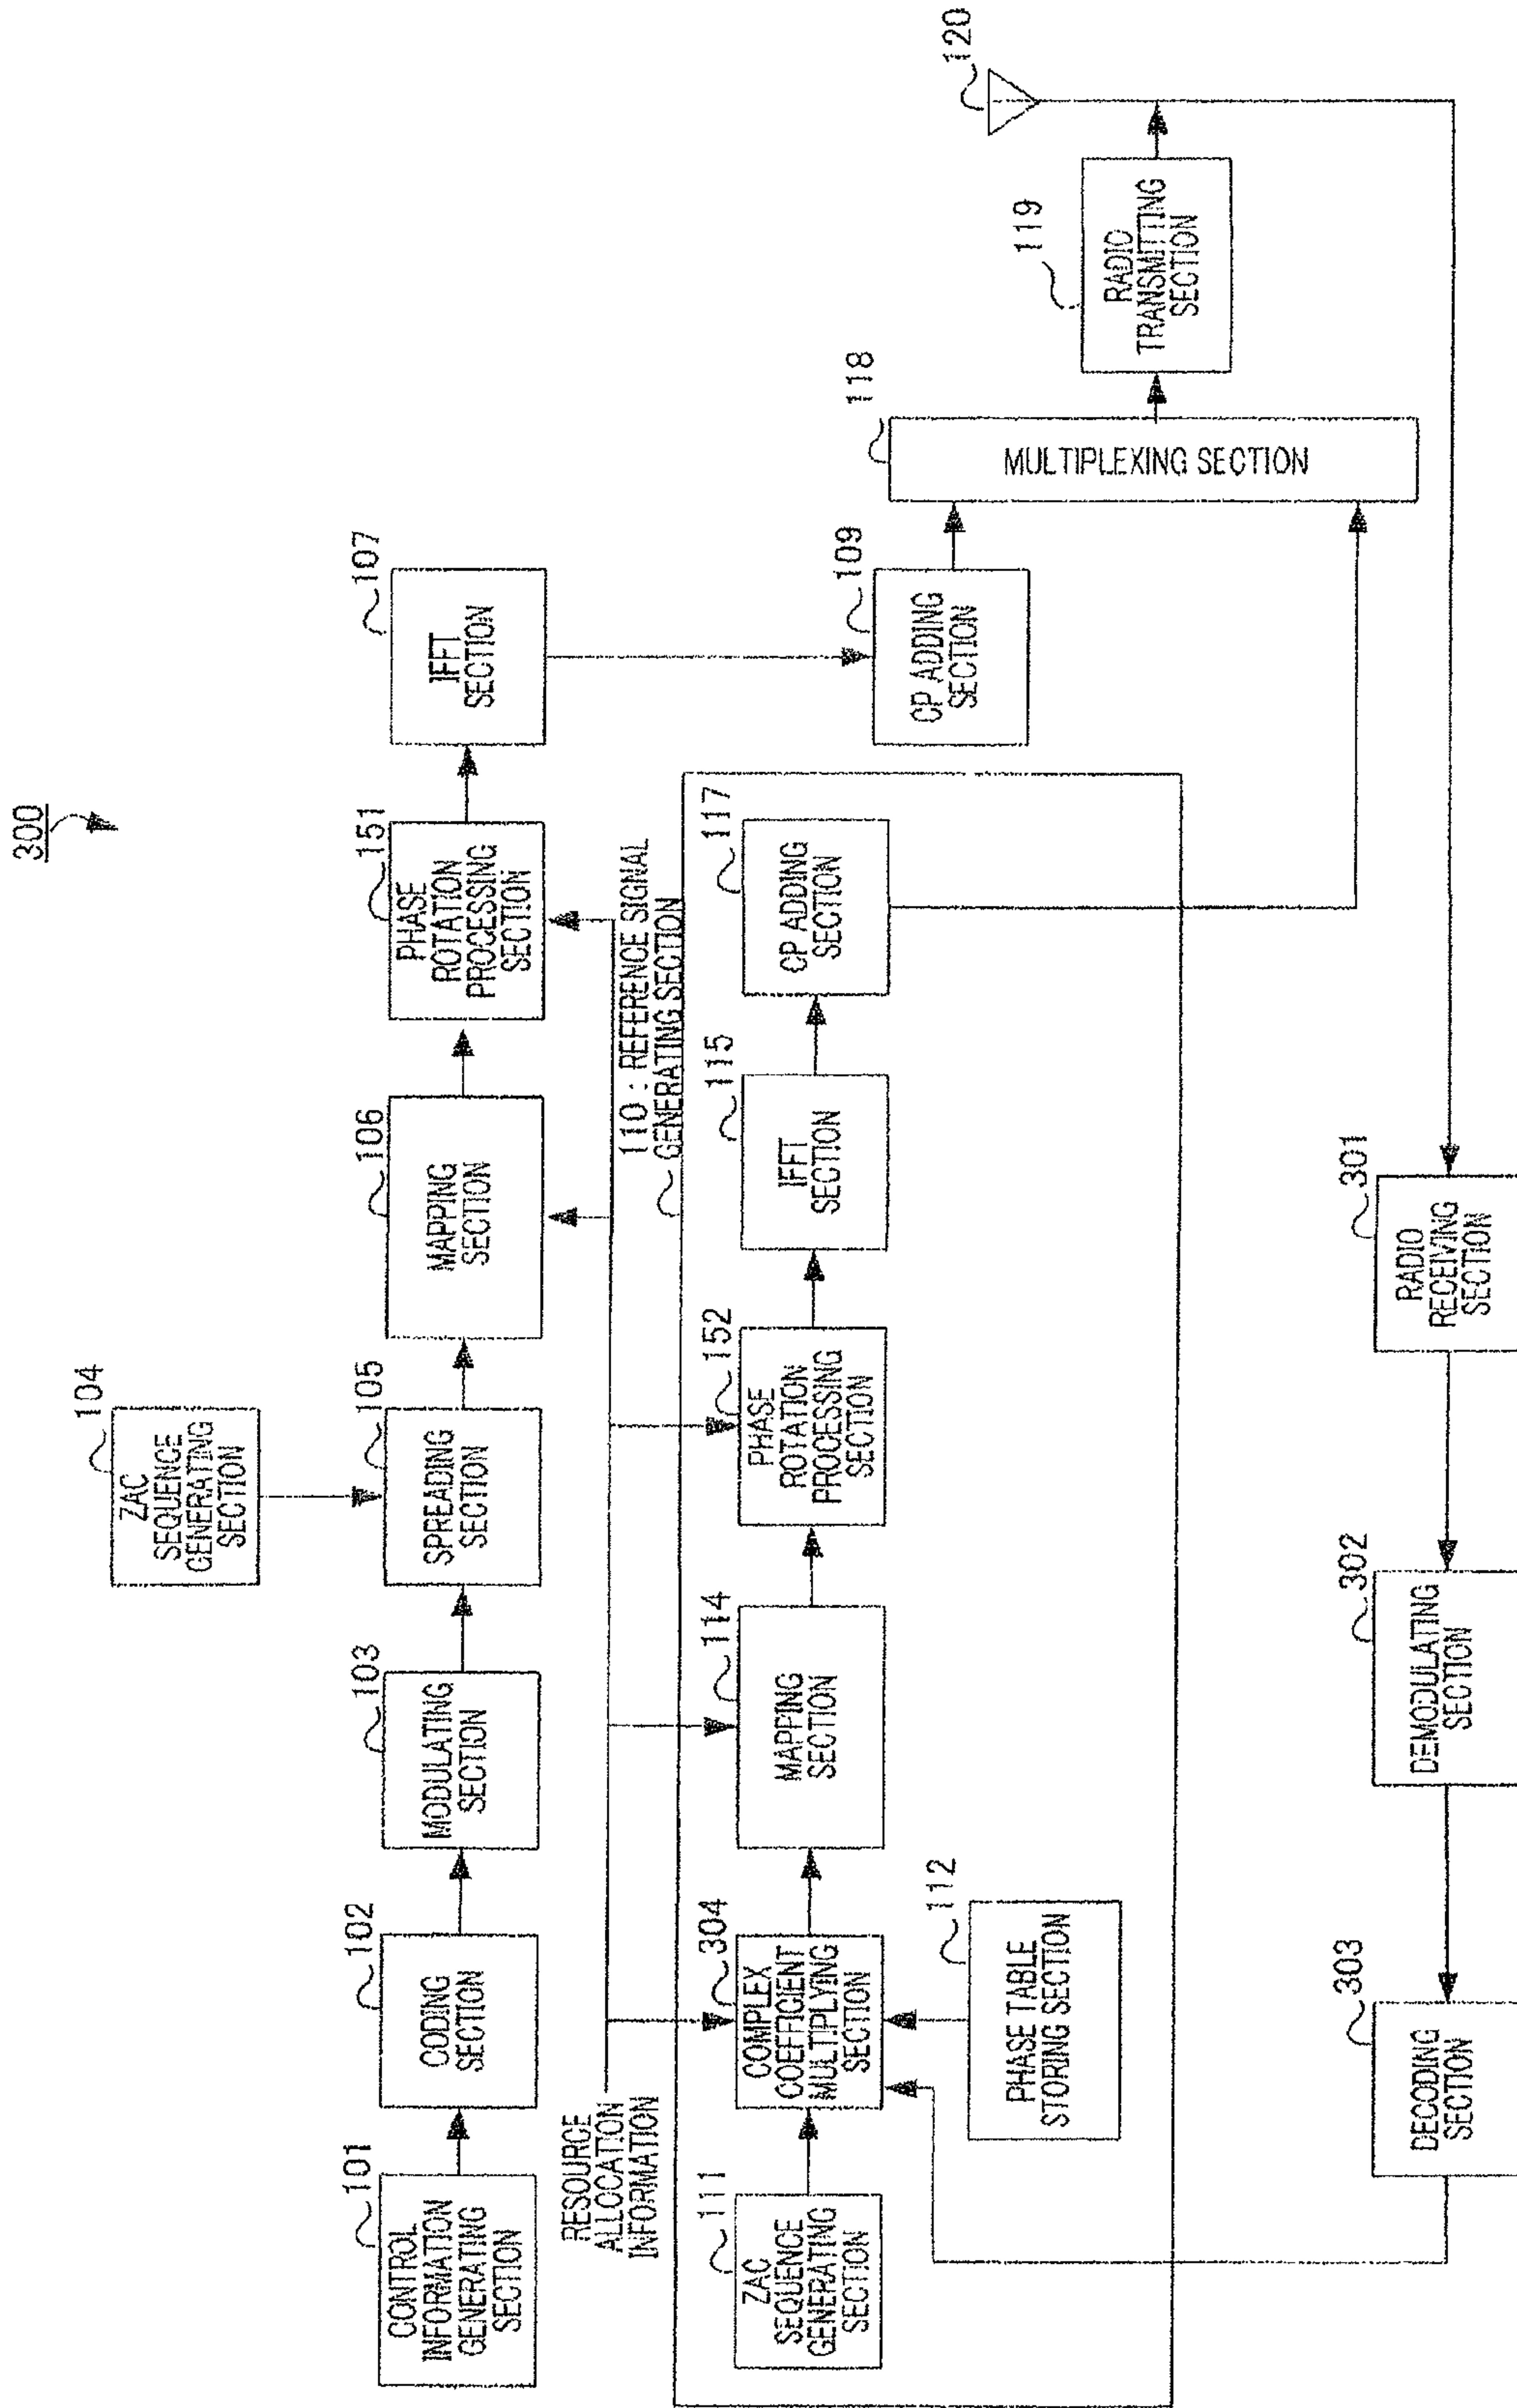 300
104
ZAC
SEQUENCE
GENERATING
SECTION
101
CONTROL
INFORMATION
GENERATING
SECTION
102
CODING
SECTION
103
MODULATING
SECTION
105
SPREADING
SECTION
106
MAPPING
SECTION
151
PHASE
ROTATION
PROCESSING
SECTION
107
IFFT
SECTION
RESOURCE
ALLOCATION
INFORMATION
110 : REFERENCE SIGNAL
GENERATING SECTION
111
ZAC
SEQUENCE
GENERATING
SECTION
304
COMPLEX
COEFFICIENT
MULTIPLYING
SECTION
114
MAPPING
SECTION
152
PHASE
ROTATION
PROCESSING
SECTION
115
IFFT
SECTION
117
CP ADDING
SECTION
109
CP ADDING
SECTION
112
PHASE TABLE
STORING SECTION
118
MULTIPLEXING SECTION
119
RADIO
TRANSMITTING
SECTION
120
303
DECODING
SECTION
302
DEMODULATING
SECTION
301
RADIO
RECEIVING
SECTION